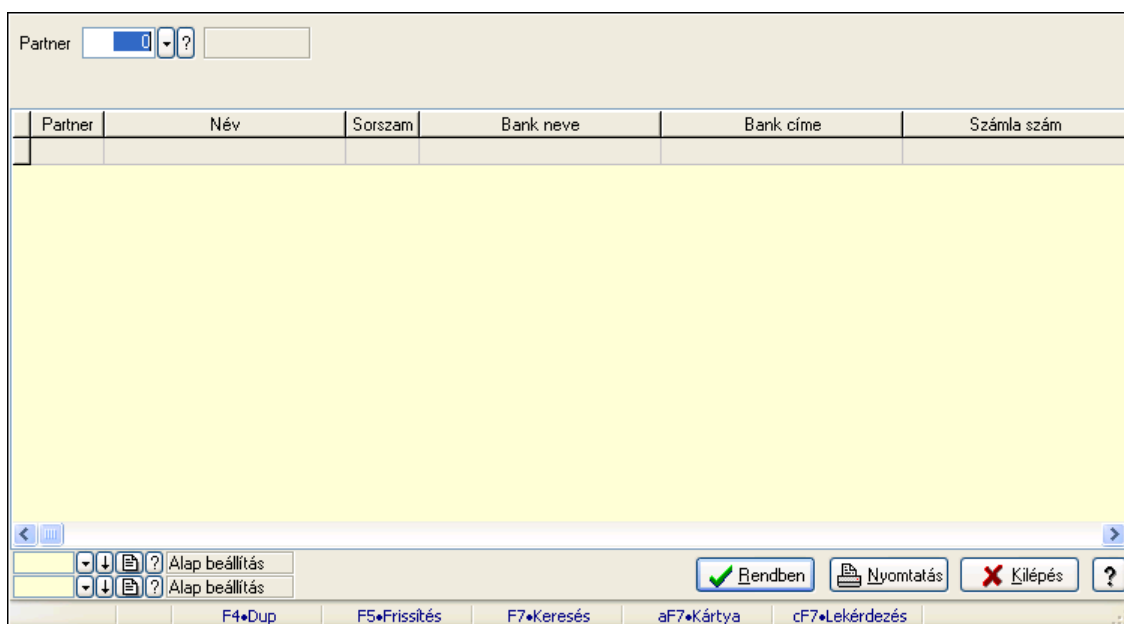 Partner 0 ?
Partner Név Sorszam Bank neve Bank címe Számla szám
? Alap beállítás
? Alap beállítás
Rendben Nyomtatás Kilépés ?
F4•Dup F5•Frissítés F7•Keresés aF7•Kártya cF7•Lekérdezés